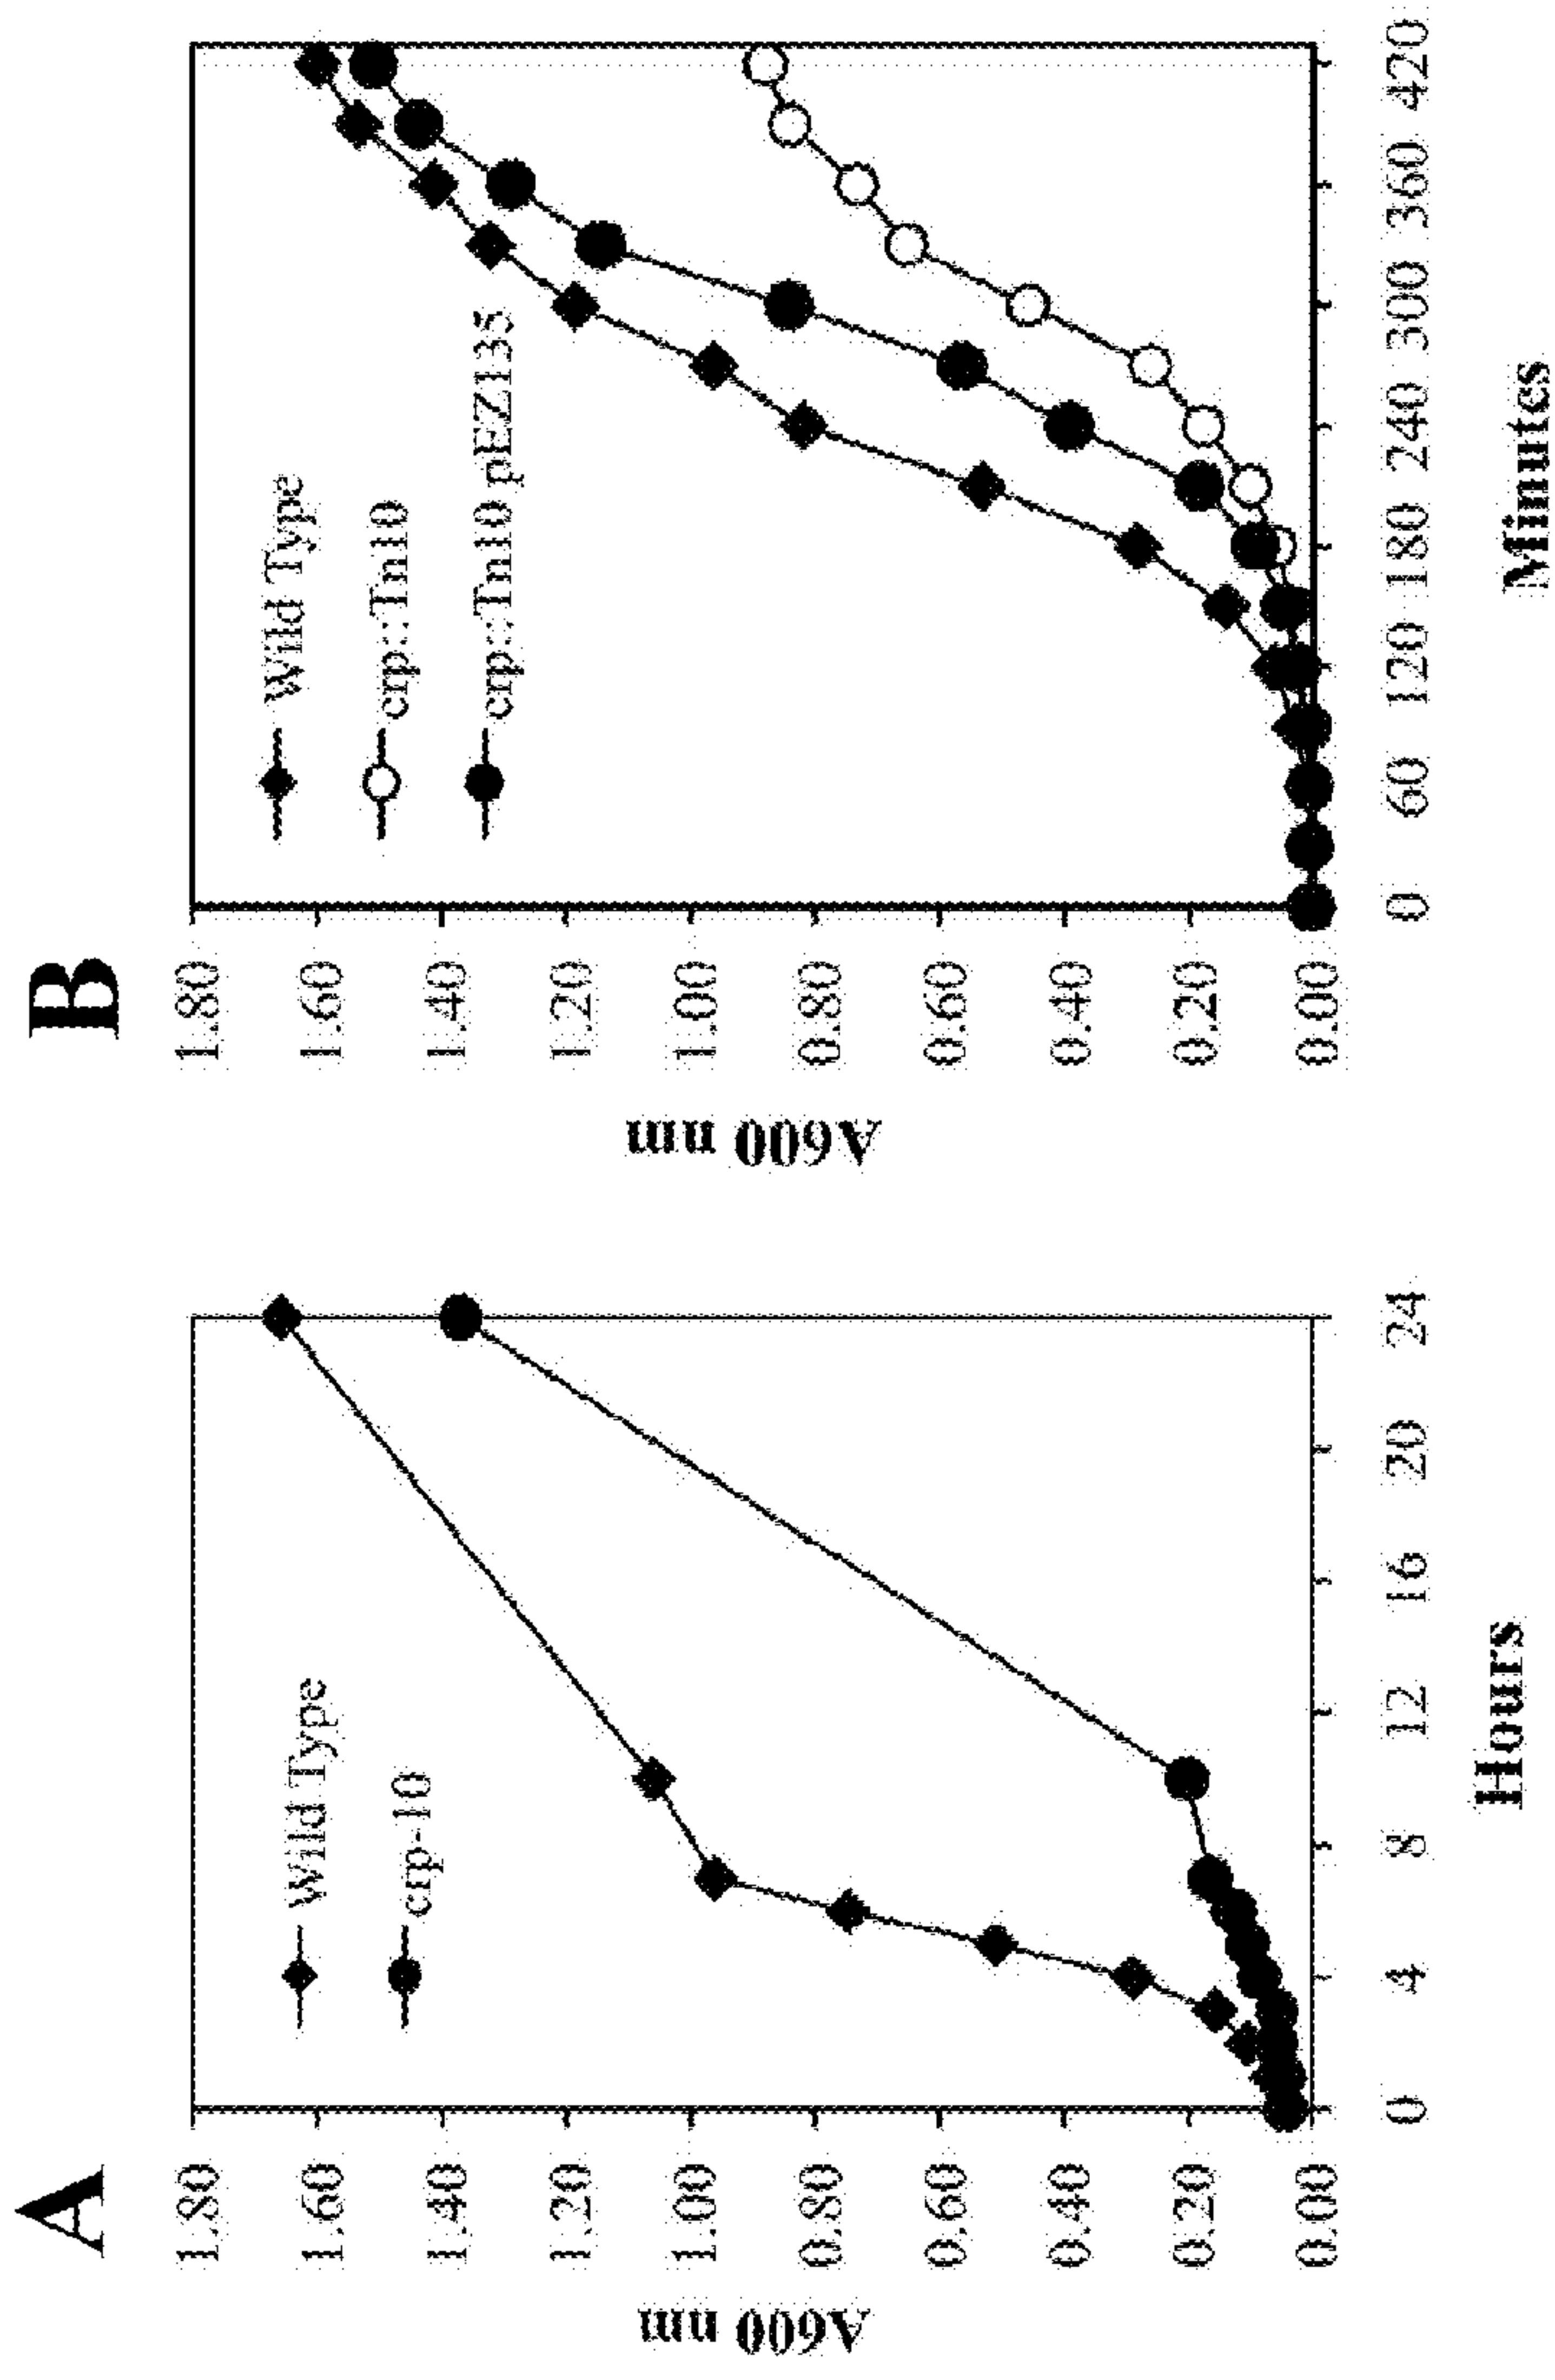 A
1.80
1.60
1.40
1.20
1.00
0.80
0.60
0.40
0.20
0.00
A600 nm
Wild Type
crp-10
0 4 8 12 16 20 24
Hours
B
1.80
1.60
1.40
1.20
1.00
0.80
0.60
0.40
0.20
0.00
A600 nm
Wild Type
crp::Tn10
crp::Tn10 pEZ135
0 60 120 180 240 300 360 420
Minutes